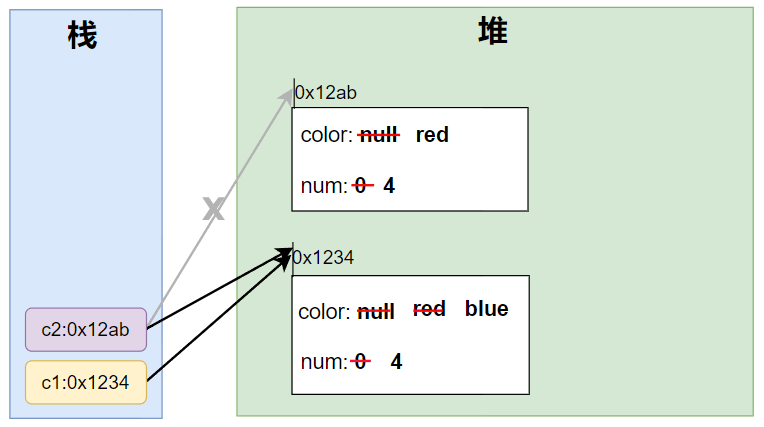 栈
堆
0x12ab
color: null red
num: 0 4
X
0x1234
color: null red blue
num: 0 4
c2:0x12ab
c1:0x1234